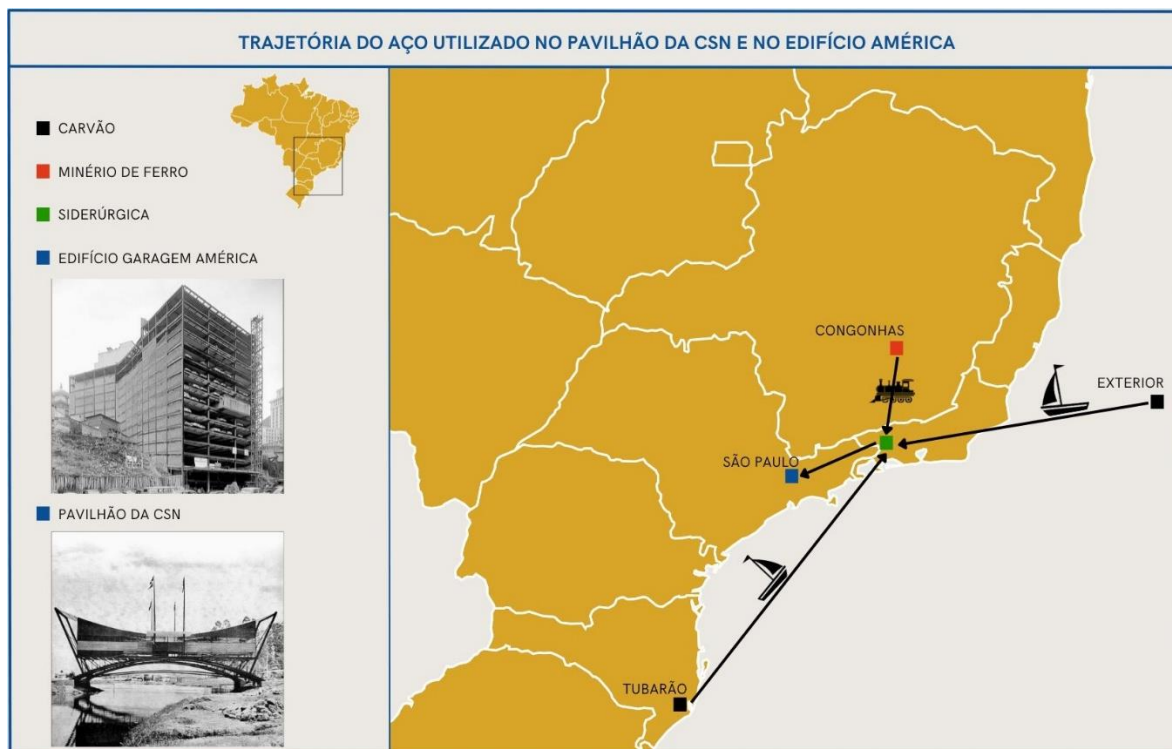 TRAJETÓRIA DO AÇO UTILIZADO NO PAVILHÃO DA CSN E NO EDIFÍCIO AMÉRICA
CARVÃO
MINÉRIO DE FERRO
SIDERÚRGICA
EDIFÍCIO GARAGEM AMÉRICA
PAVILHÃO DA CSN
CONGONHAS
EXTERIOR
SÃO PAULO
TUBARÃO